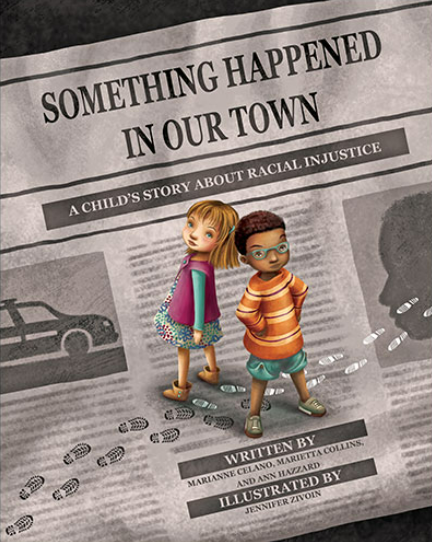 SOMETHING HAPPENED
IN OUR TOWN
A CHILD'S STORY ABOUT RACIAL INJUSTICE
WRITTEN BY
MARIANNE CELANO, MARIETTA COLLINS,
AND ANN HAZZARD
ILLUSTRATED BY
JENNIFER ZIVOIN